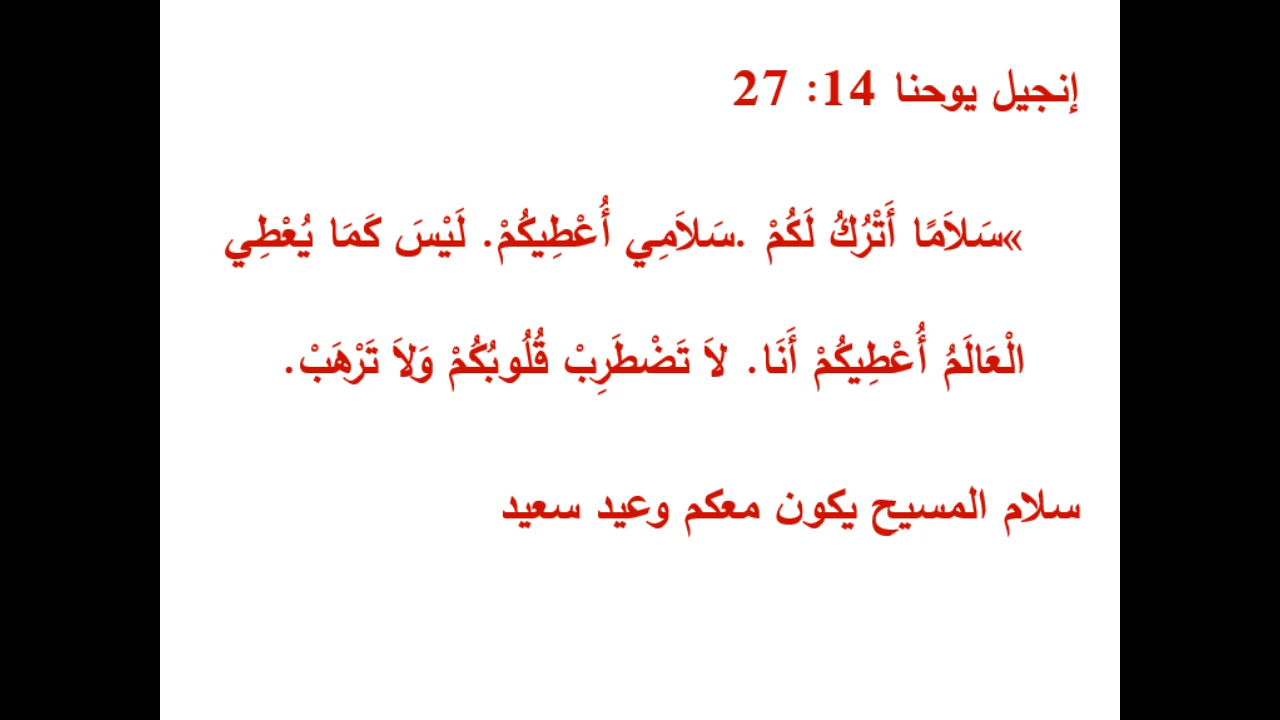 إنجيل يوحنا 14: 27
«سَلاَمًا أَتْرُكُ لَكُمْ .سَلاَمِي أُعْطِيكُمْ. لَيْسَ كَمَا يُعْطِي
الْعَالَمُ أُعْطِيكُمْ أَنَا. لاَ تَضْطَرِبْ قُلُوبُكُمْ وَلاَ تَرْهَبْ.
سلام المسيح يكون معكم وعيد سعيد